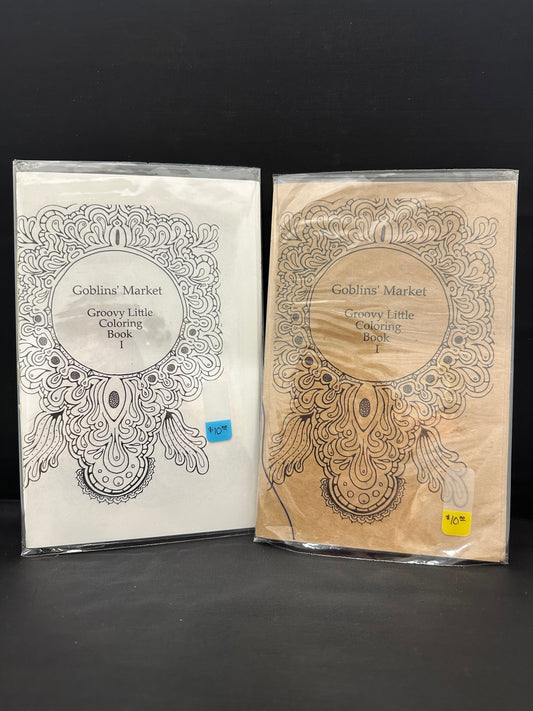 Goblins' Market
Groovy Little
Coloring
Book
I
$10.00
Goblins' Market
Groovy Little
Coloring
Book
I
$10.00